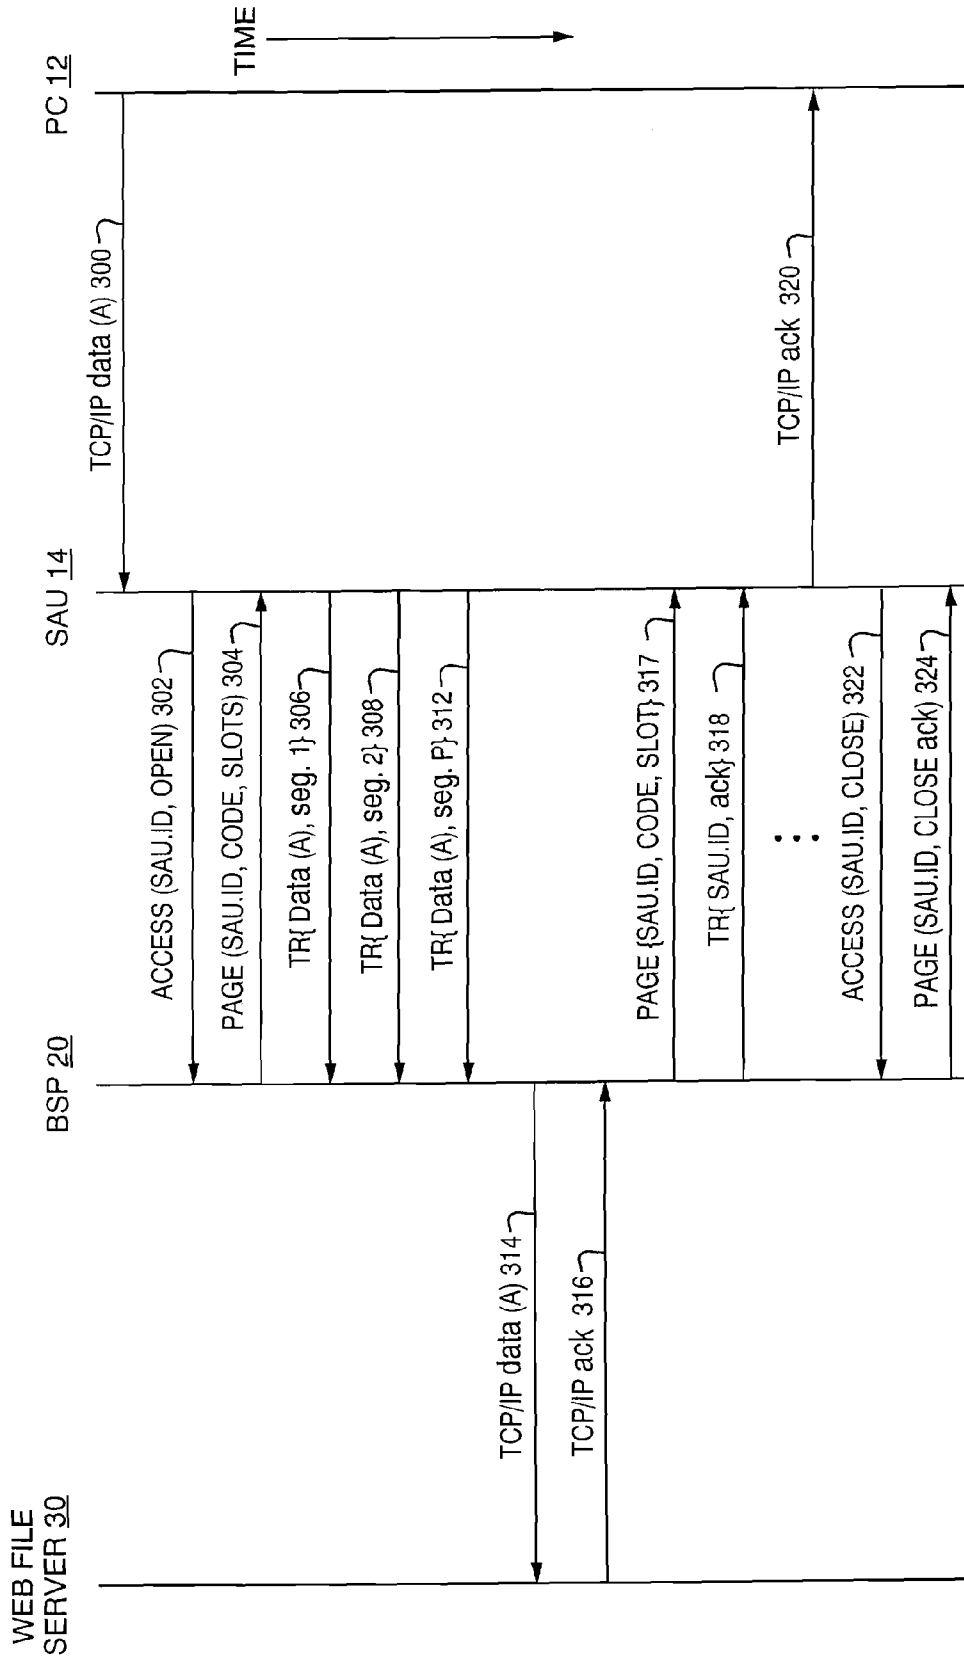 WEB FILE
SERVER 30
BSP 20
SAU 14
PC 12
TIME
TCP/IP data (A) 300
ACCESS (SAU.ID, OPEN) 302
PAGE (SAU.ID, CODE, SLOTS) 304
TR{ Data (A), seg. 1} 306
TR{ Data (A), seg. 2} 308
TR{ Data (A), seg. P} 312
TCP/IP data (A) 314
TCP/IP ack 316
PAGE {SAU.ID, CODE, SLOT} 317
TR{ SAU.ID, ack} 318
TCP/IP ack 320
ACCESS (SAU.ID, CLOSE) 322
PAGE (SAU.ID, CLOSE ack) 324